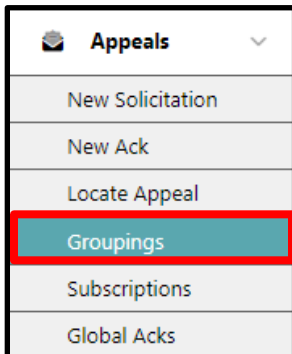 Appeals
New Solicitation
New Ack
Locate Appeal
Groupings
Subscriptions
Global Acks